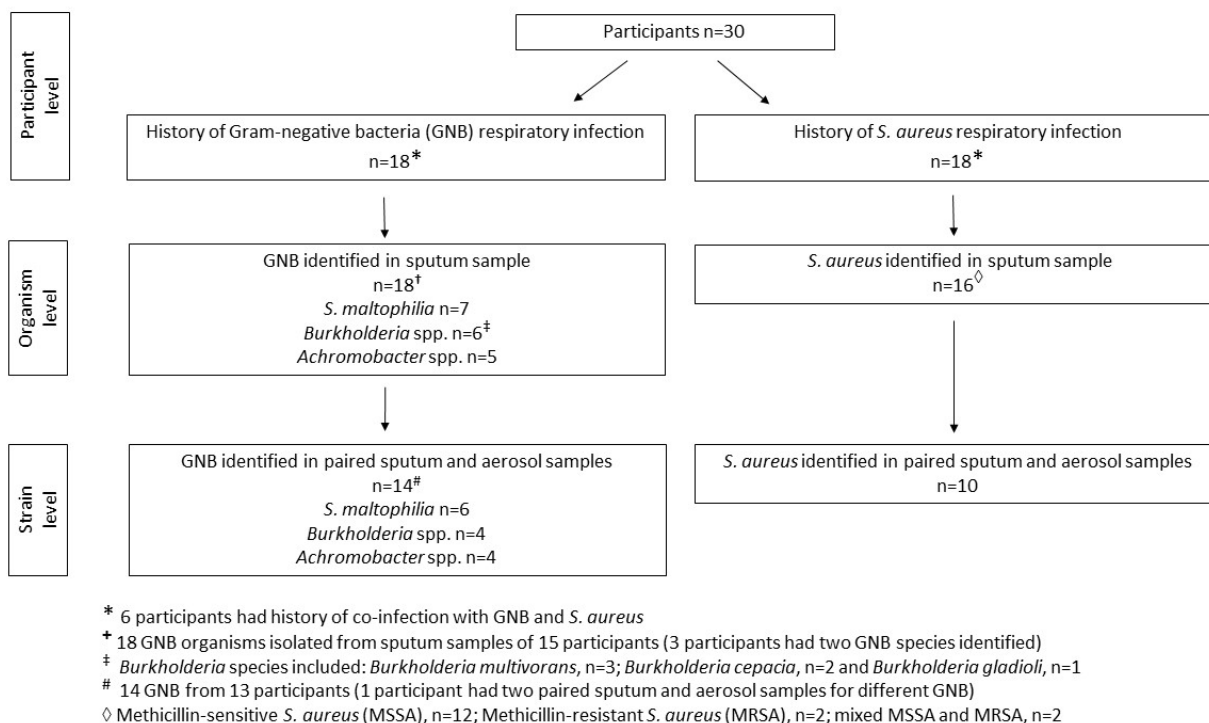 Participant
level
Participants n=30
History of Gram-negative bacteria (GNB) respiratory infection
n=18*
History of S. aureus respiratory infection
n=18*
Organism
level
GNB identified in sputum sample
n=18†
S. maltophilia n=7
Burkholderia spp. n=6‡
Achromobacter spp. n=5
S. aureus identified in sputum sample
n=16◊
Strain
level
GNB identified in paired sputum and aerosol samples
n=14#
S. maltophilia n=6
Burkholderia spp. n=4
Achromobacter spp. n=4
S. aureus identified in paired sputum and aerosol samples
n=10
* 6 participants had history of co-infection with GNB and S. aureus
+ 18 GNB organisms isolated from sputum samples of 15 participants (3 participants had two GNB species identified)
‡ Burkholderia species included: Burkholderia multivorans, n=3; Burkholderia cepacia, n=2 and Burkholderia gladioli, n=1
# 14 GNB from 13 participants (1 participant had two paired sputum and aerosol samples for different GNB)
◊ Methicillin-sensitive S. aureus (MSSA), n=12; Methicillin-resistant S. aureus (MRSA), n=2; mixed MSSA and MRSA, n=2